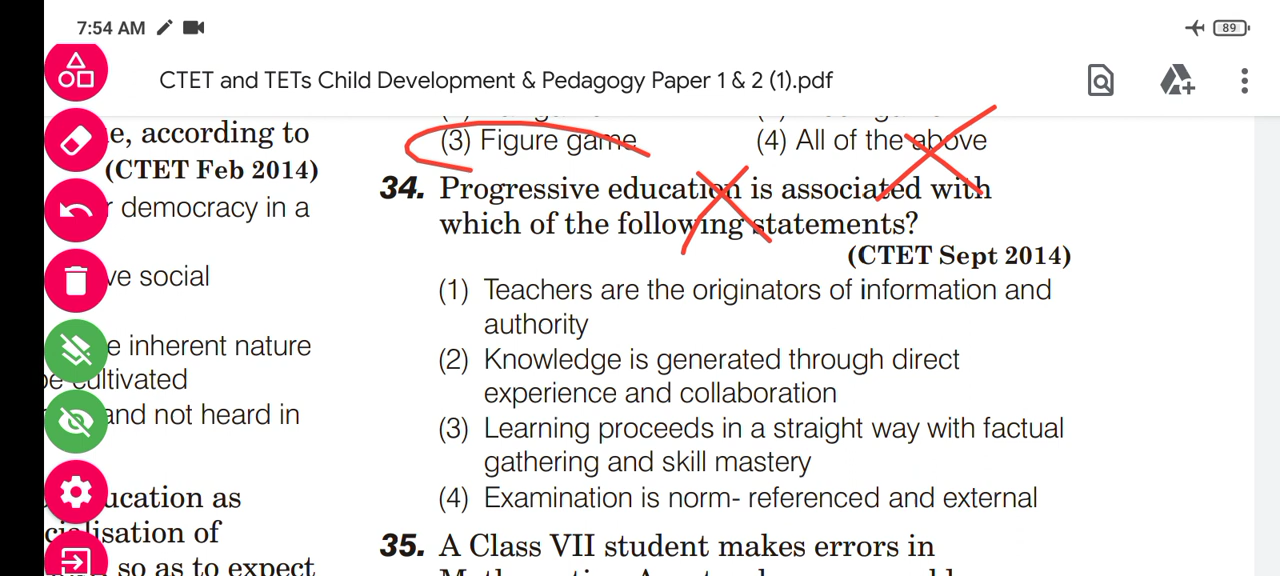 7:54 AM
89
CTET and TETs Child Development & Pedagogy Paper 1 & 2 (1).pdf
e, according to
(CTET Feb 2014)
r democracy in a
ve social
e inherent nature
be cultivated
and not heard in
ucation as
cialisation of
so as to expect
(3) Figure game
(4) All of the above
34. Progressive education is associated with
which of the following statements?
(CTET Sept 2014)
(1) Teachers are the originators of information and
authority
(2) Knowledge is generated through direct
experience and collaboration
(3) Learning proceeds in a straight way with factual
gathering and skill mastery
(4) Examination is norm- referenced and external
35. A Class VII student makes errors in